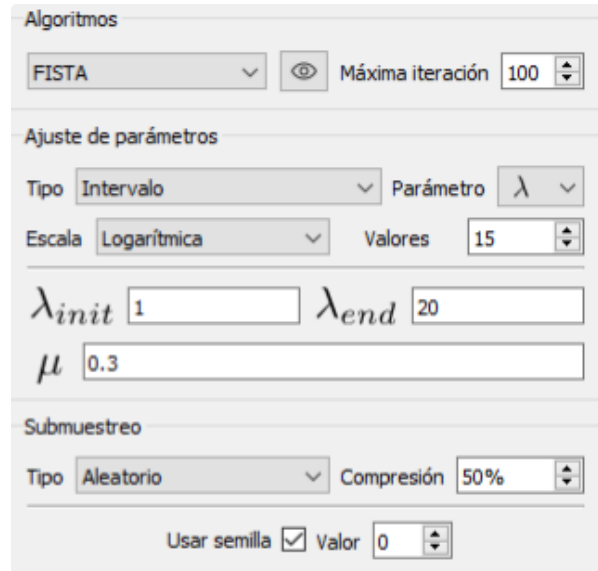 Algoritmos
FISTA Máxima iteración 100
Ajuste de parámetros
Tipo Intervalo Parámetro λ
Escala Logarítmica Valores 15
λinit 1 λend 20
μ 0.3
Submuestreo
Tipo Aleatorio Compresión 50%
Usar semilla Valor 0